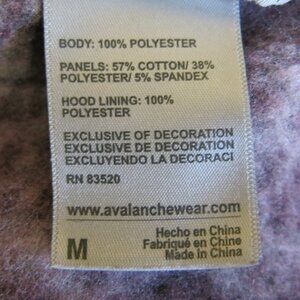 BODY: 100% POLYESTER
PANELS: 57% COTTON/ 38%
POLYESTER/ 5% SPANDEX
HOOD LINING: 100%
POLYESTER
EXCLUSIVE OF DECORATION
EXCLUSIVE DE DECORATION
EXCLUYENDO LA DECORACI
RN 83520
www.avalanchewear.com
M
Hecho en China
Fabriqué en Chine
Made in China